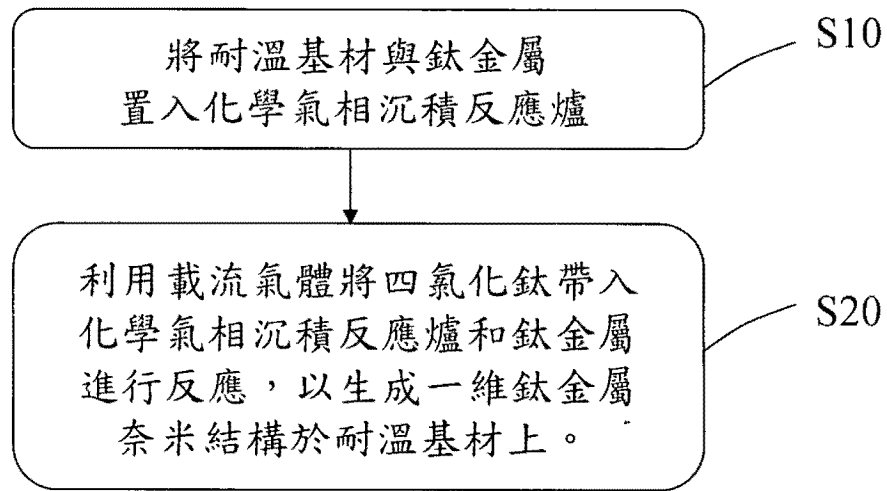 將耐溫基材與鈦金屬
置入化學氣相沉積反應爐
S10
利用載流氣體將四氯化鈦帶入
化學氣相沉積反應爐和鈦金屬
進行反應,以生成一維鈦金屬
奈米結構於耐溫基材上。
S20